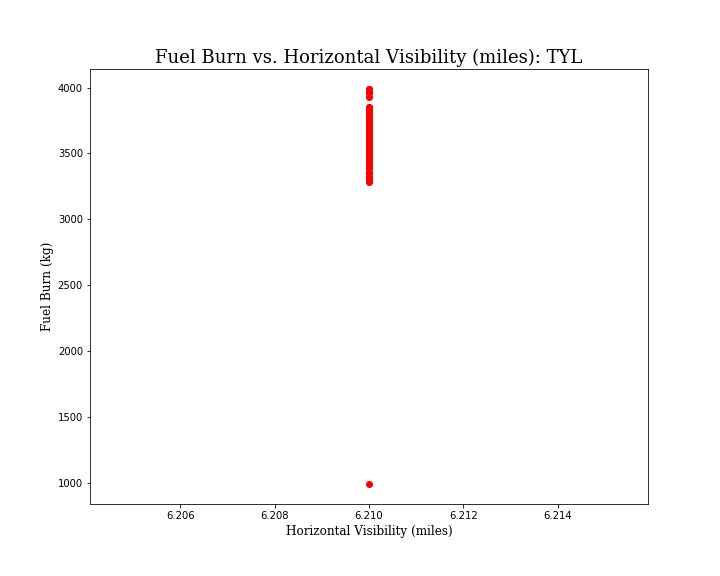 Fuel Burn vs. Horizontal Visibility (miles): TYL
4000
3500
3000
2500
2000
1500
1000
Fuel Burn (kg)
6.206 6.208 6.210 6.212 6.214
Horizontal Visibility (miles)